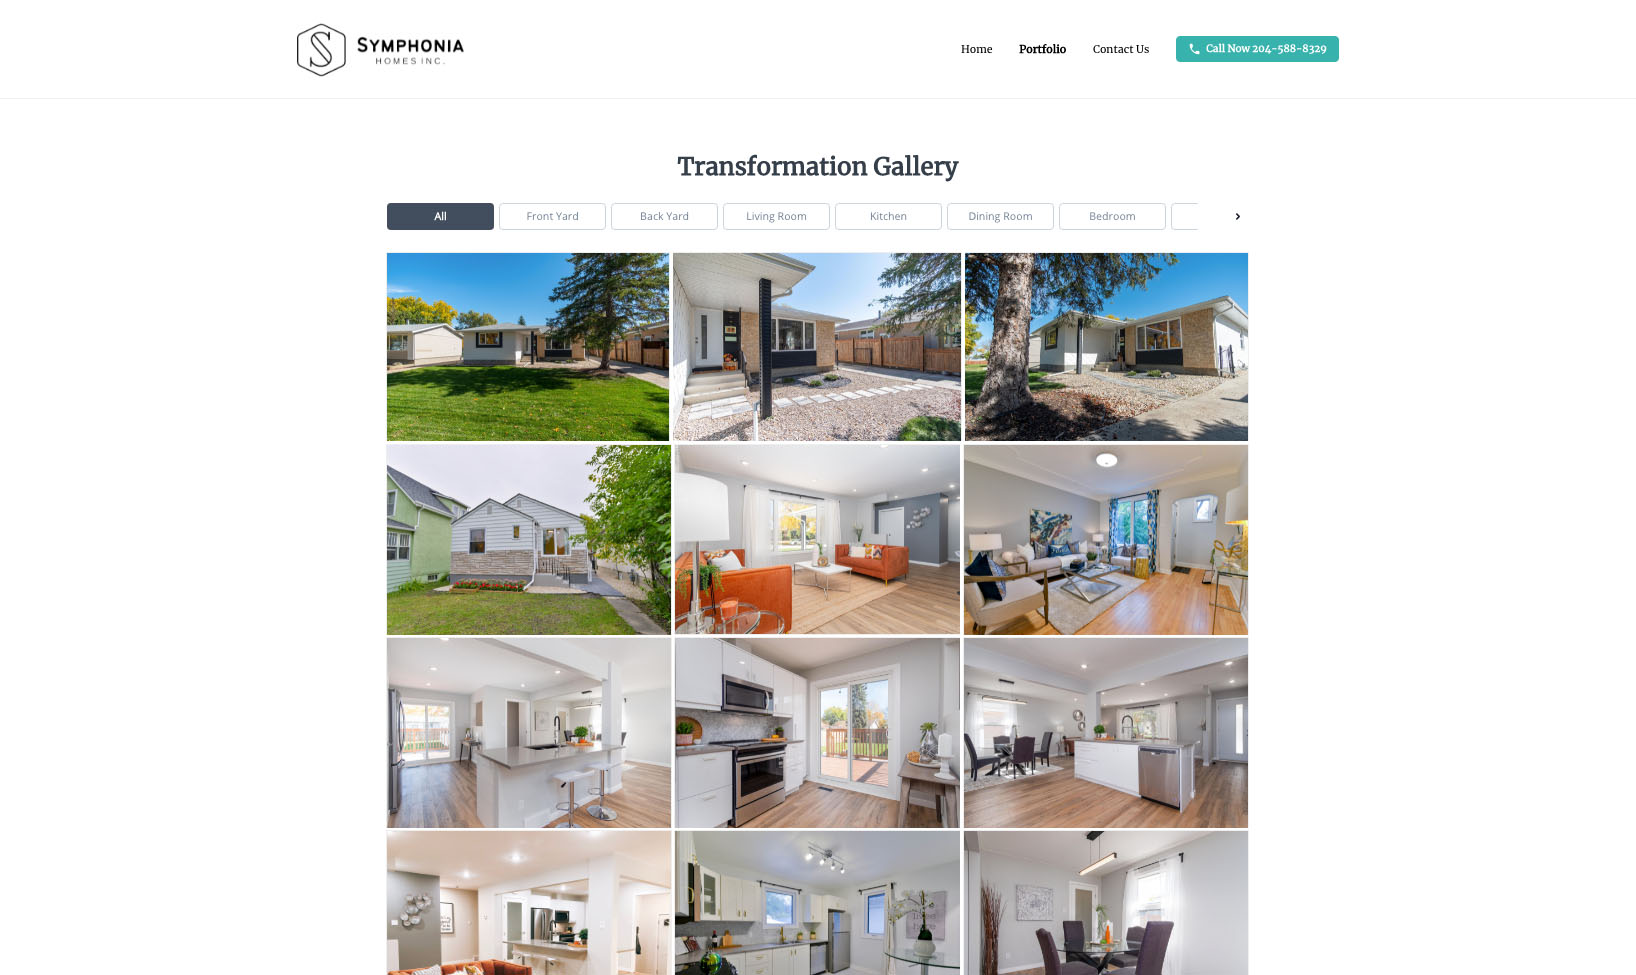 SYMPHONIA
HOMES INC.
Home
Portfolio
Contact Us
Call Now 204-588-8329
Transformation Gallery
All
Front Yard
Back Yard
Living Room
Kitchen
Dining Room
Bedroom